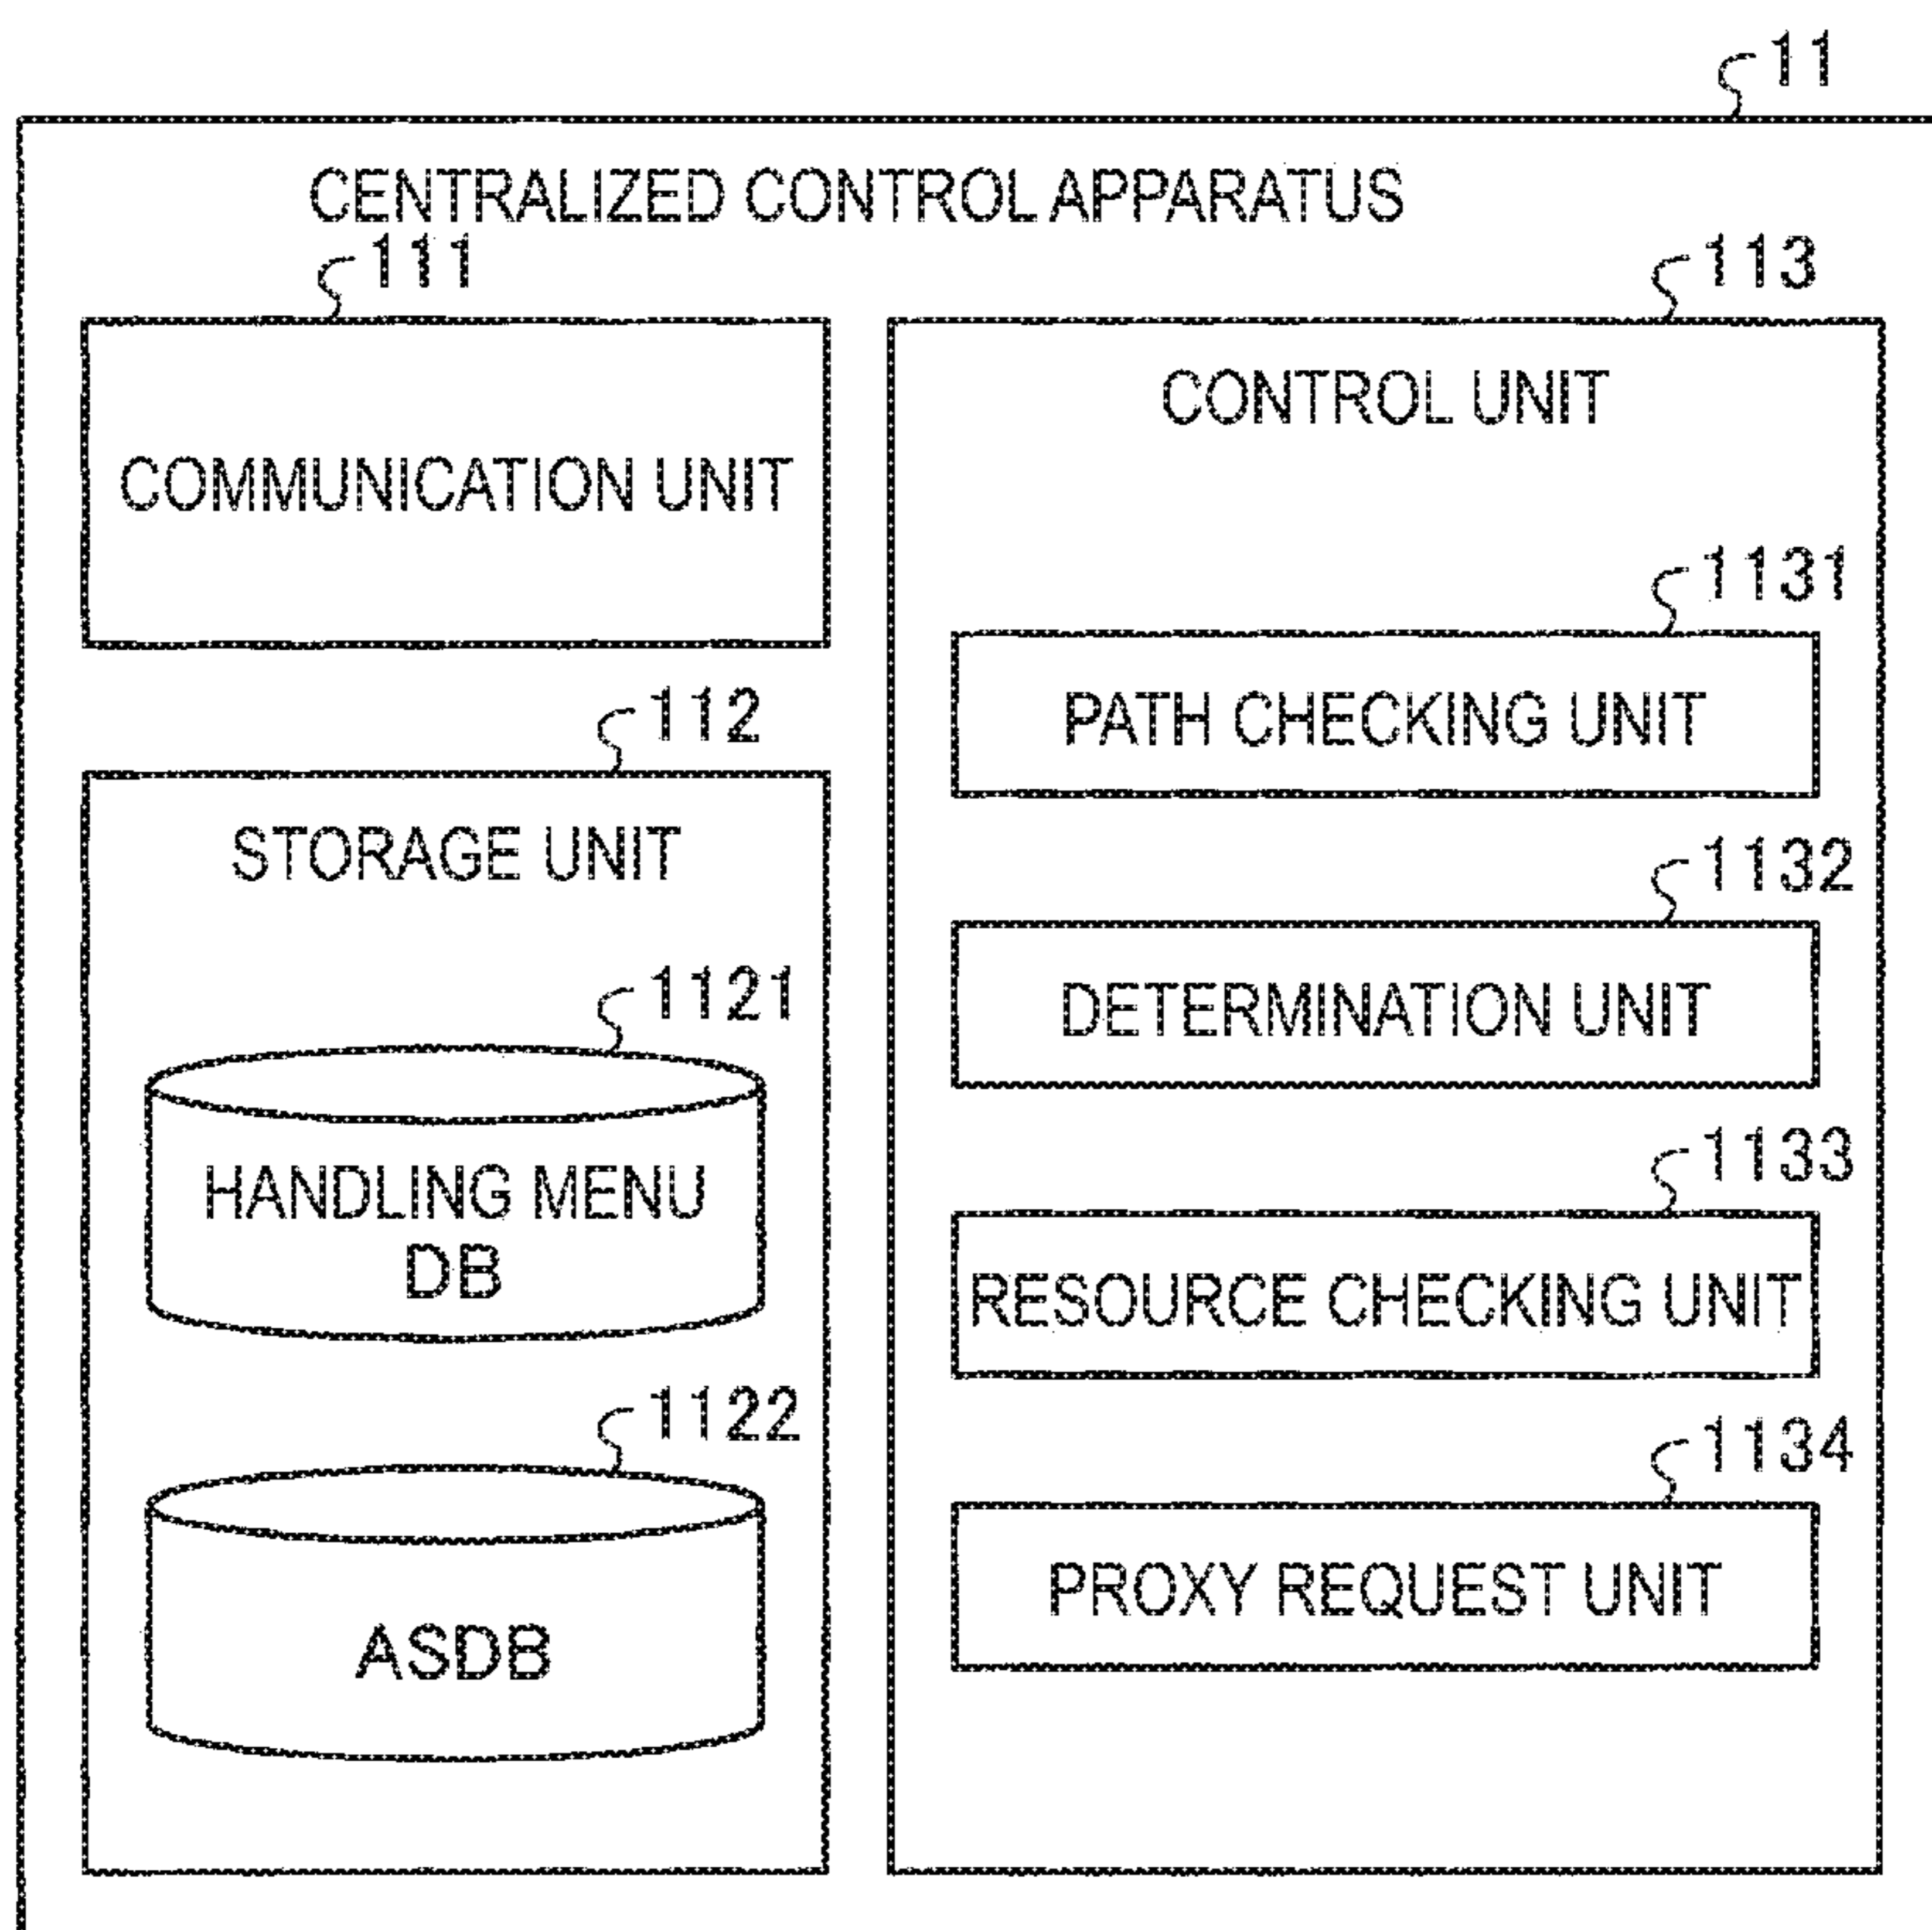 11
CENTRALIZED CONTROL APPARATUS
111
COMMUNICATION UNIT
112
STORAGE UNIT
1121
HANDLING MENU
DB
1122
ASDB
113
CONTROL UNIT
1131
PATH CHECKING UNIT
1132
DETERMINATION UNIT
1133
RESOURCE CHECKING UNIT
1134
PROXY REQUEST UNIT